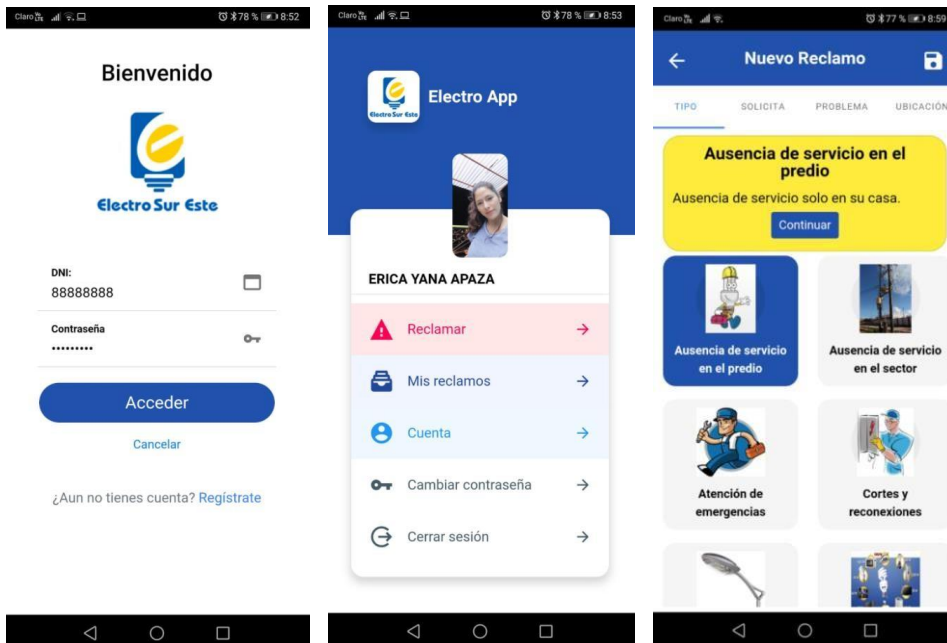 Claro 8:52
78 %
Bienvenido
Electro Sur Este
DNI:
88888888
Contraseña
•••••••••
Acceder
Cancelar
¿Aun no tienes cuenta? Regístrate
Claro 78 % 8:53
Electro Sur Este
Electro App
ERICA YANA APAZA
Reclamar
Mis reclamos
Cuenta
Cambiar contraseña
Cerrar sesión
Claro 77 % 8:59
Nuevo Reclamo
TIPO SOLICITA PROBLEMA UBICACIÓN
Ausencia de servicio en el
predio
Ausencia de servicio solo en su casa.
Continuar
Ausencia de servicio
en el predio
Ausencia de servicio
en el sector
Atención de
emergencias
Cortes y
reconexiones